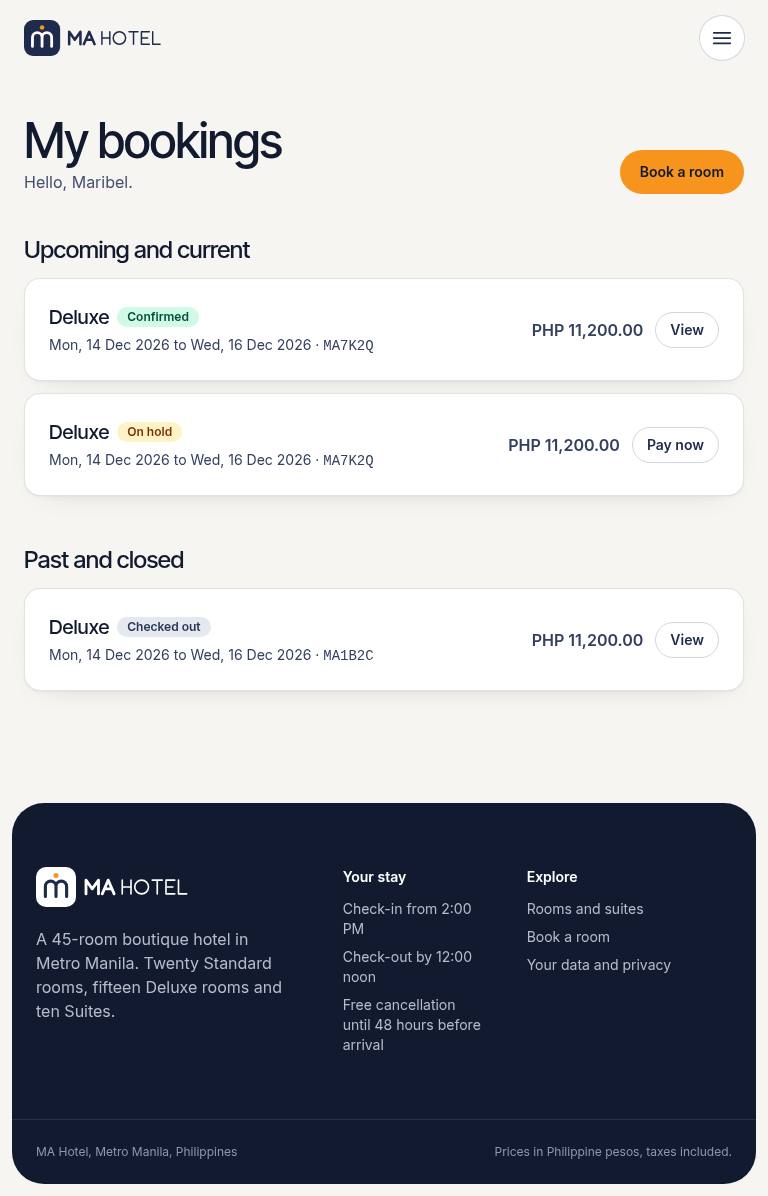 MA HOTEL
My bookings
Hello, Maribel.
Book a room
Upcoming and current
Deluxe Confirmed
Mon, 14 Dec 2026 to Wed, 16 Dec 2026 · MA7K2Q
PHP 11,200.00 View
Deluxe On hold
Mon, 14 Dec 2026 to Wed, 16 Dec 2026 · MA7K2Q
PHP 11,200.00 Pay now
Past and closed
Deluxe Checked out
Mon, 14 Dec 2026 to Wed, 16 Dec 2026 · MA1B2C
PHP 11,200.00 View
MA HOTEL
A 45-room boutique hotel in
Metro Manila. Twenty Standard
rooms, fifteen Deluxe rooms and
ten Suites.
Your stay
Check-in from 2:00
PM
Check-out by 12:00
noon
Free cancellation
until 48 hours before
arrival
Explore
Rooms and suites
Book a room
Your data and privacy
MA Hotel, Metro Manila, Philippines
Prices in Philippine pesos, taxes included.